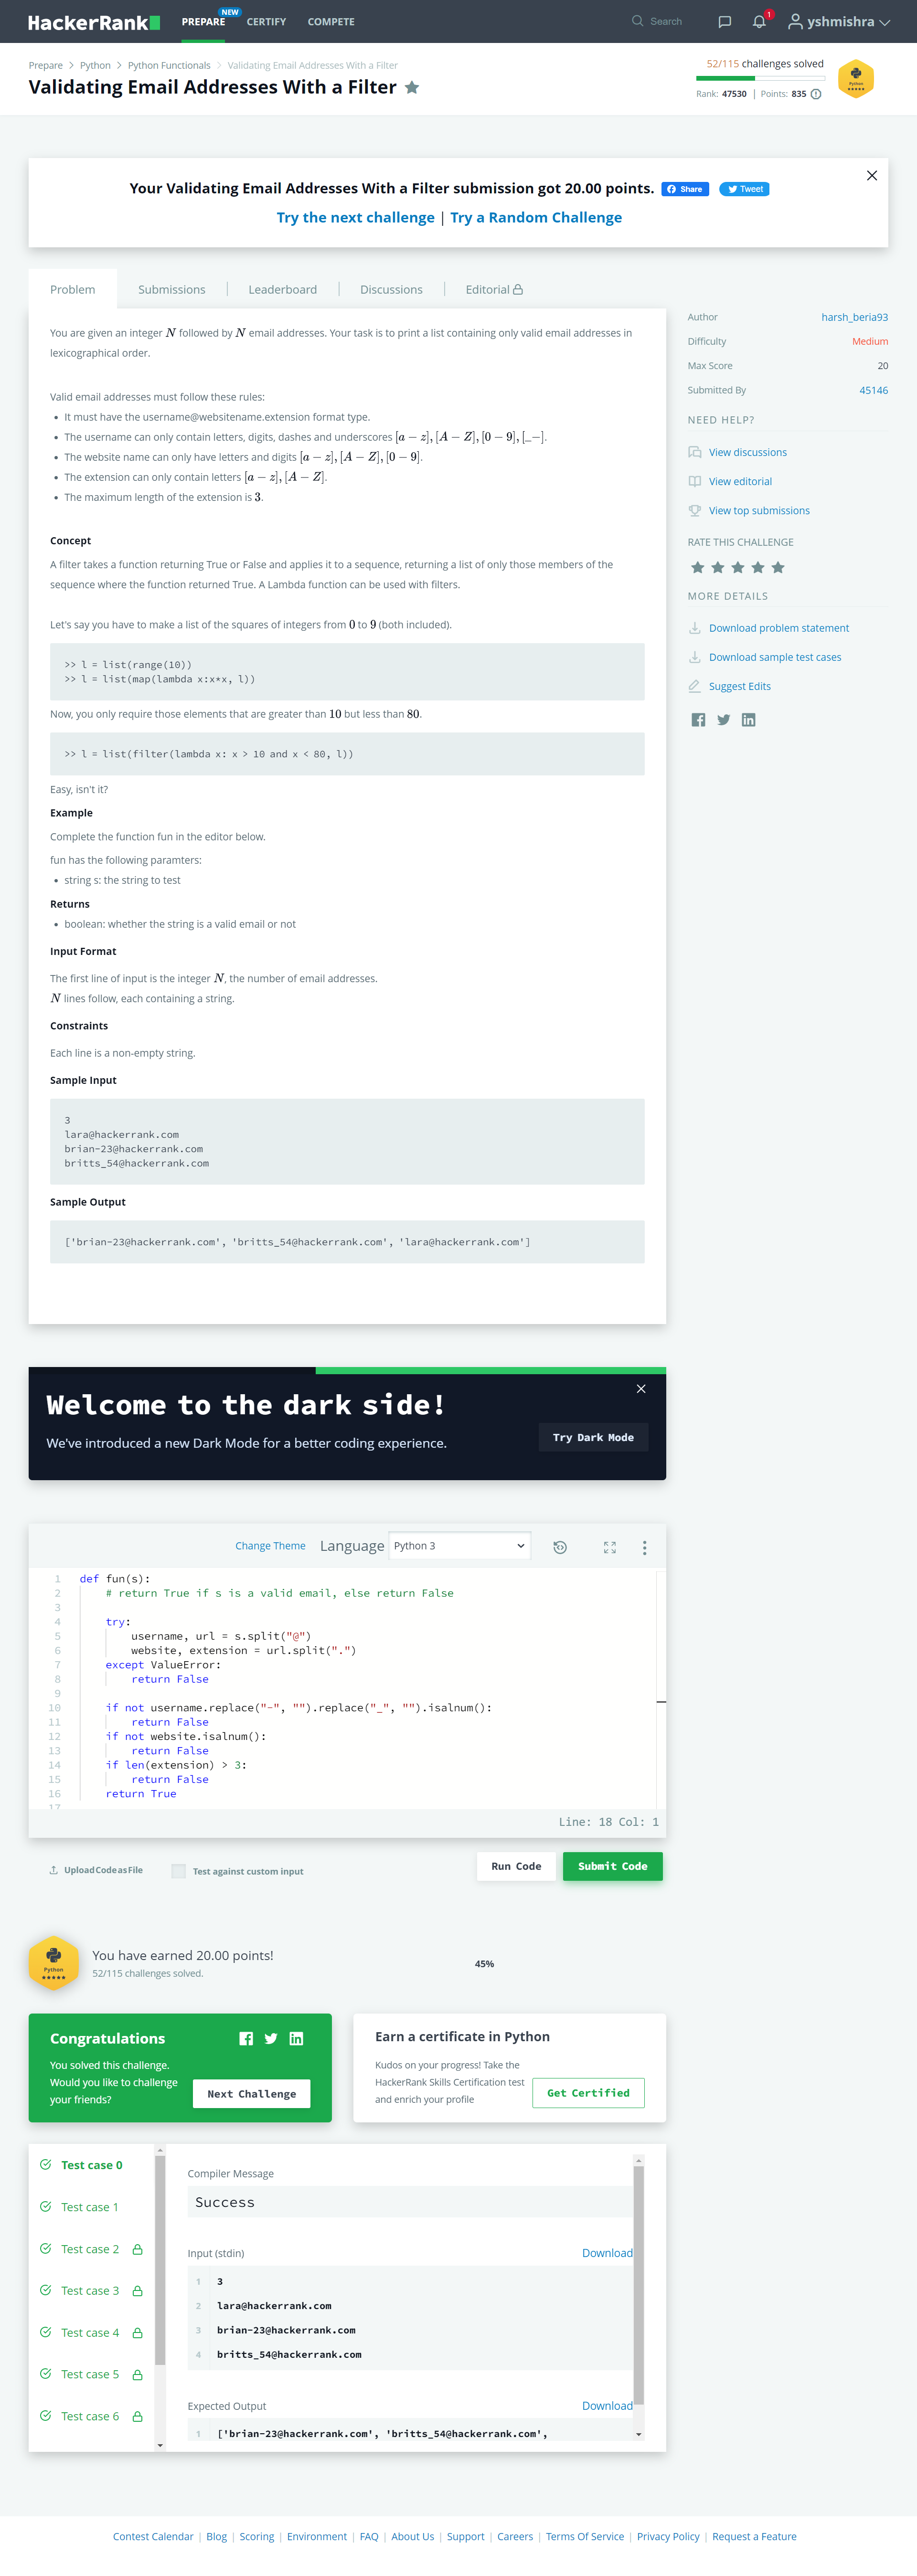 HackerRank
PREPARE NEW CERTIFY COMPETE Search 1 yshmishra
Prepare > Python > Python Functionals > Validating Email Addresses With a Filter
Validating Email Addresses With a Filter
52/115 challenges solved
Rank: 47530 | Points: 835
Python
Your Validating Email Addresses With a Filter submission got 20.00 points. Share Tweet
Try the next challenge | Try a Random Challenge
Problem Submissions Leaderboard Discussions Editorial
You are given an integer N followed by N email addresses. Your task is to print a list containing only valid email addresses in
lexicographical order.
Valid email addresses must follow these rules:
• It must have the username@websitename.extension format type.
• The username can only contain letters, digits, dashes and underscores [a − z], [A − Z], [0 − 9], [_−].
• The website name can only have letters and digits [a − z], [A − Z], [0 − 9].
• The extension can only contain letters [a − z], [A − Z].
• The maximum length of the extension is 3.
Concept
A filter takes a function returning True or False and applies it to a sequence, returning a list of only those members of the
sequence where the function returned True. A Lambda function can be used with filters.
Let's say you have to make a list of the squares of integers from 0 to 9 (both included).
>> l = list(range(10))
>> l = list(map(lambda x:x*x, l))
Now, you only require those elements that are greater than 10 but less than 80.
>> l = list(filter(lambda x: x > 10 and x < 80, l))
Easy, isn't it?
Example
Complete the function fun in the editor below.
fun has the following paramters:
• string s: the string to test
Returns
• boolean: whether the string is a valid email or not
Input Format
The first line of input is the integer N, the number of email addresses.
N lines follow, each containing a string.
Constraints
Each line is a non-empty string.
Sample Input
3
lara@hackerrank.com
brian-23@hackerrank.com
britts_54@hackerrank.com
Sample Output
['brian-23@hackerrank.com', 'britts_54@hackerrank.com', 'lara@hackerrank.com']
Author harsh_beria93
Difficulty Medium
Max Score 20
Submitted By 45146
NEED HELP?
View discussions
View editorial
View top submissions
RATE THIS CHALLENGE
MORE DETAILS
Download problem statement
Download sample test cases
Suggest Edits
Welcome to the dark side!
We've introduced a new Dark Mode for a better coding experience.
Try Dark Mode
Change Theme Language Python 3
1 def fun(s):
2 # return True if s is a valid email, else return False
3
4 try:
5 username, url = s.split("@")
6 website, extension = url.split(".")
7 except ValueError:
8 return False
9
10 if not username.replace("-", "").replace("_", "").isalnum():
11 return False
12 if not website.isalnum():
13 return False
14 if len(extension) > 3:
15 return False
16 return True
17
Line: 18 Col: 1
Upload Code as File Test against custom input Run Code Submit Code
Python
You have earned 20.00 points!
52/115 challenges solved.
45%
Congratulations
You solved this challenge.
Would you like to challenge
your friends?
Next Challenge
Earn a certificate in Python
Kudos on your progress! Take the
HackerRank Skills Certification test
and enrich your profile
Get Certified
Test case 0
Test case 1
Test case 2
Test case 3
Test case 4
Test case 5
Test case 6
Compiler Message
Success
Input (stdin) Download
1 3
2 lara@hackerrank.com
3 brian-23@hackerrank.com
4 britts_54@hackerrank.com
Expected Output Download
1 ['brian-23@hackerrank.com', 'britts_54@hackerrank.com',
Contest Calendar | Blog | Scoring | Environment | FAQ | About Us | Support | Careers | Terms Of Service | Privacy Policy | Request a Feature